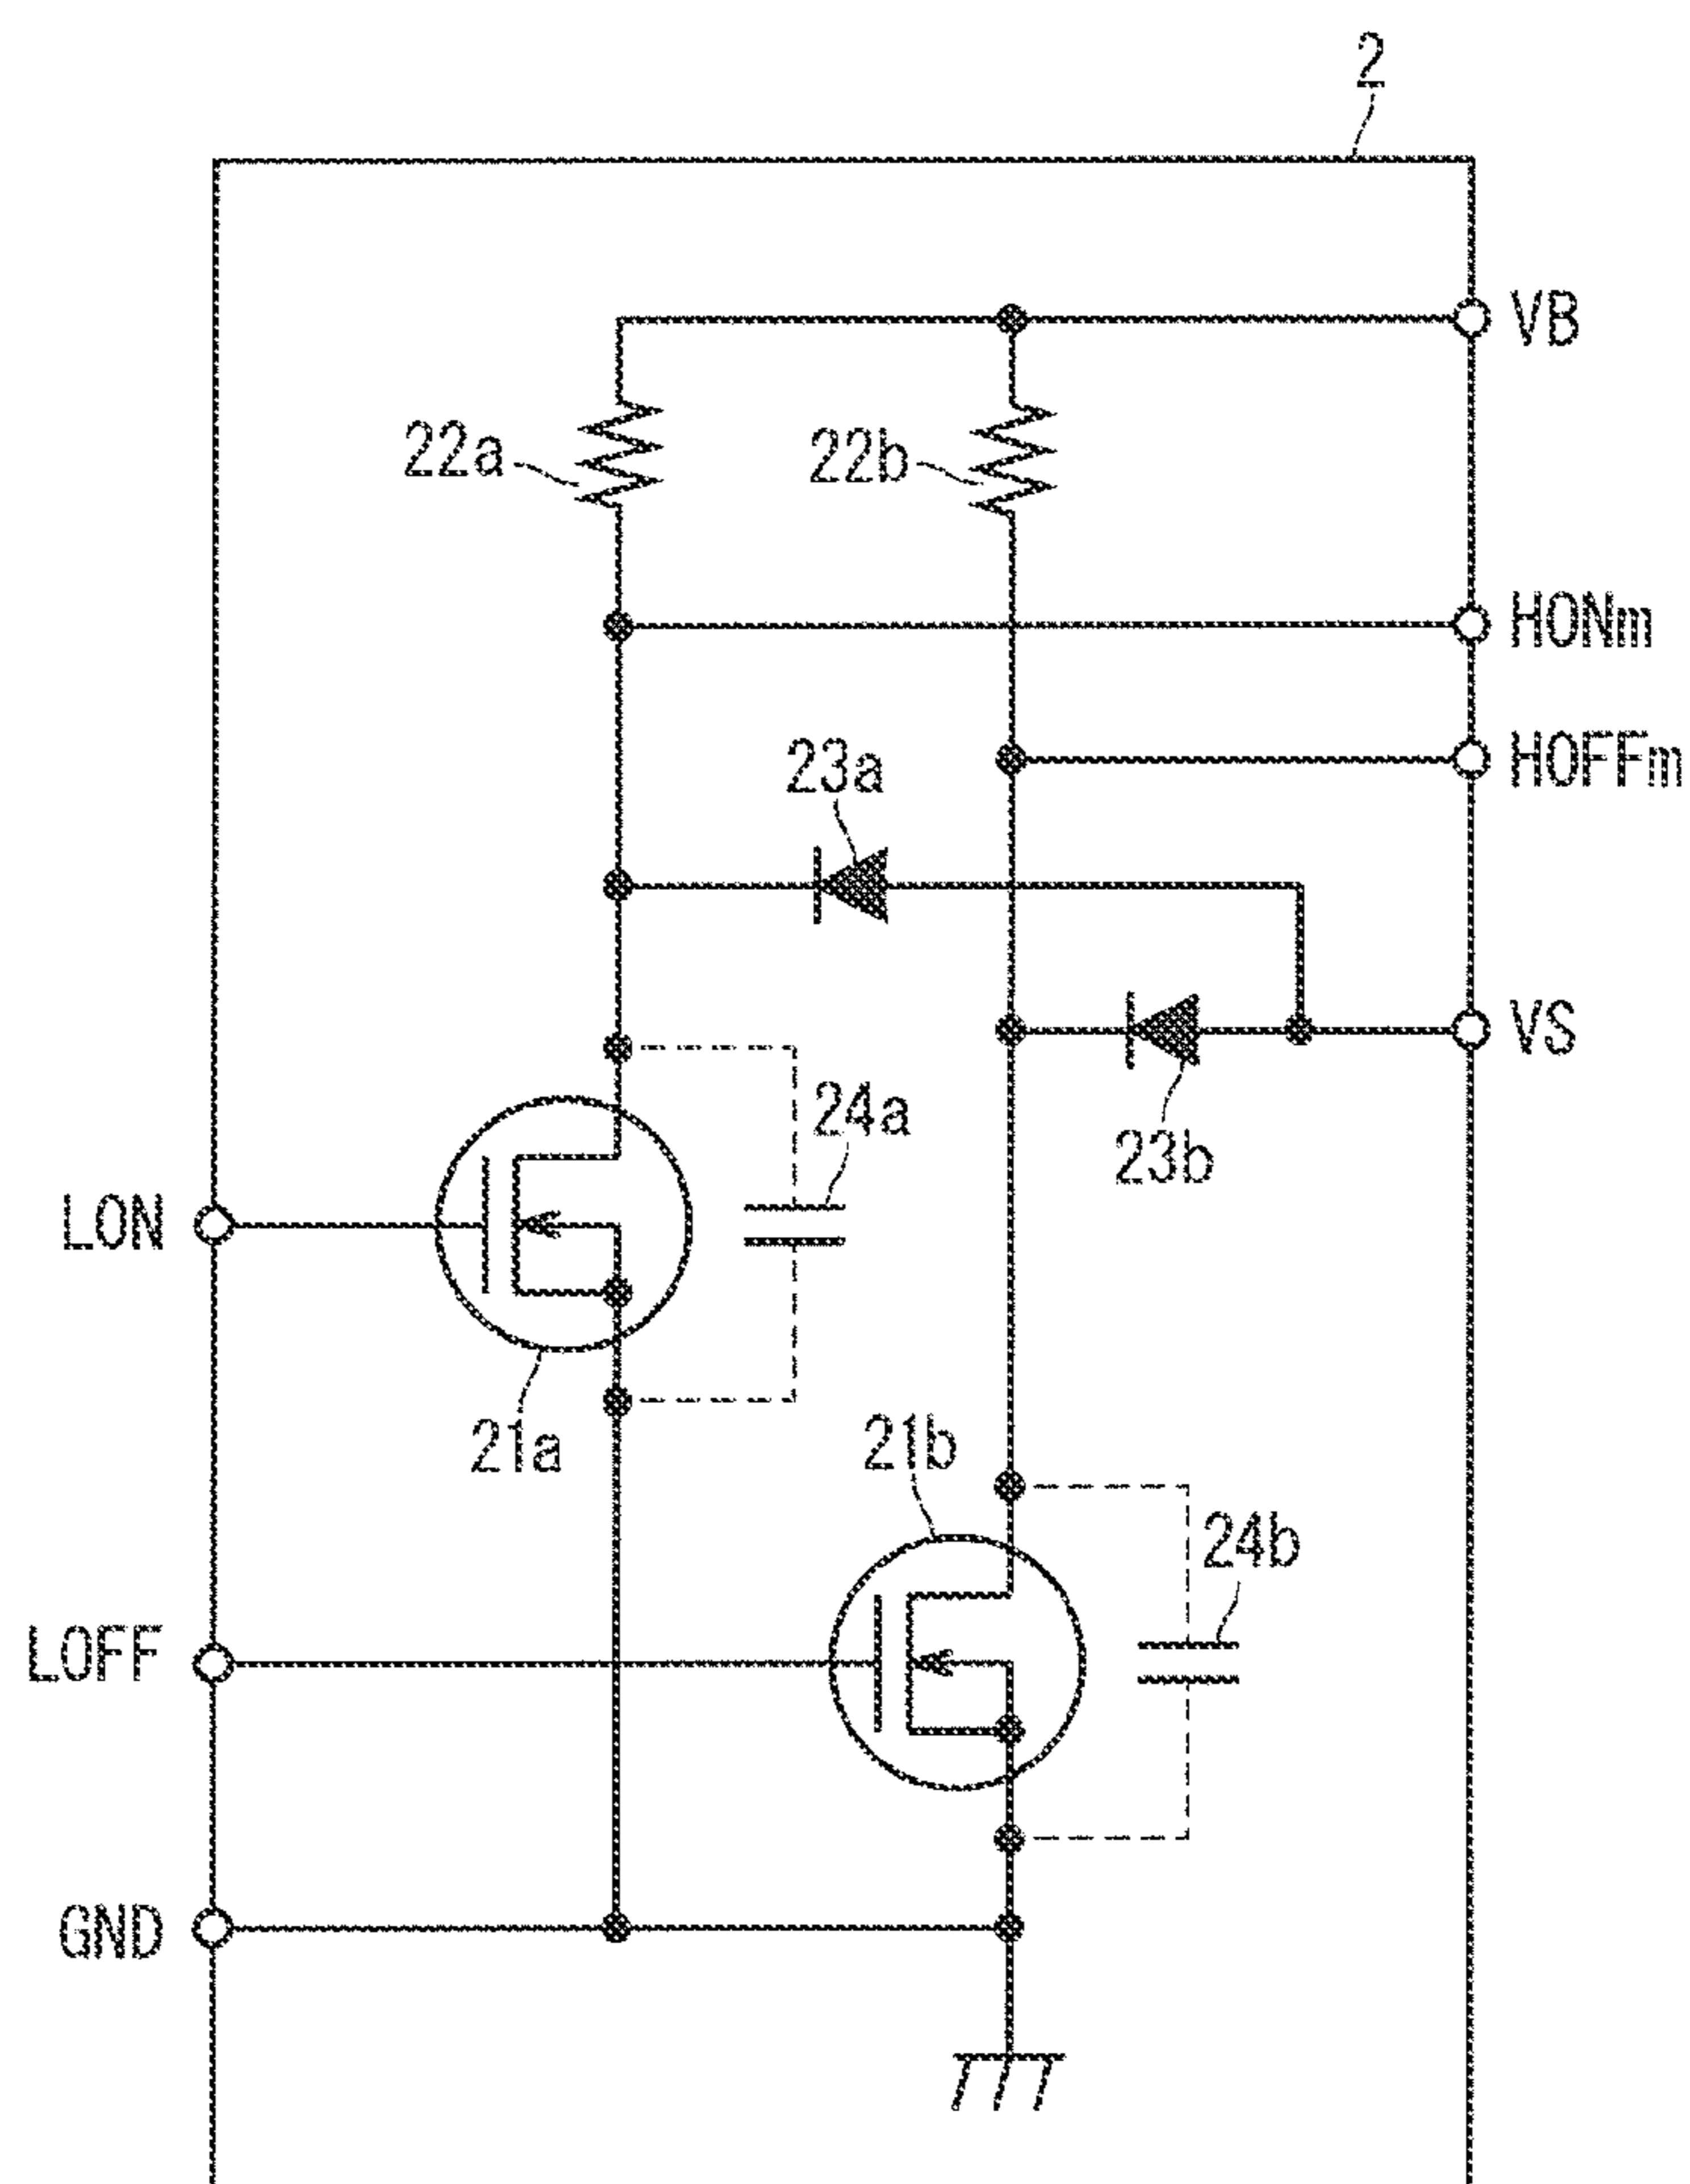 2
VB
22a
22b
HONm
HOFFm
23a
VS
24a
23b
LON
21a
21b
24b
LOFF
GND